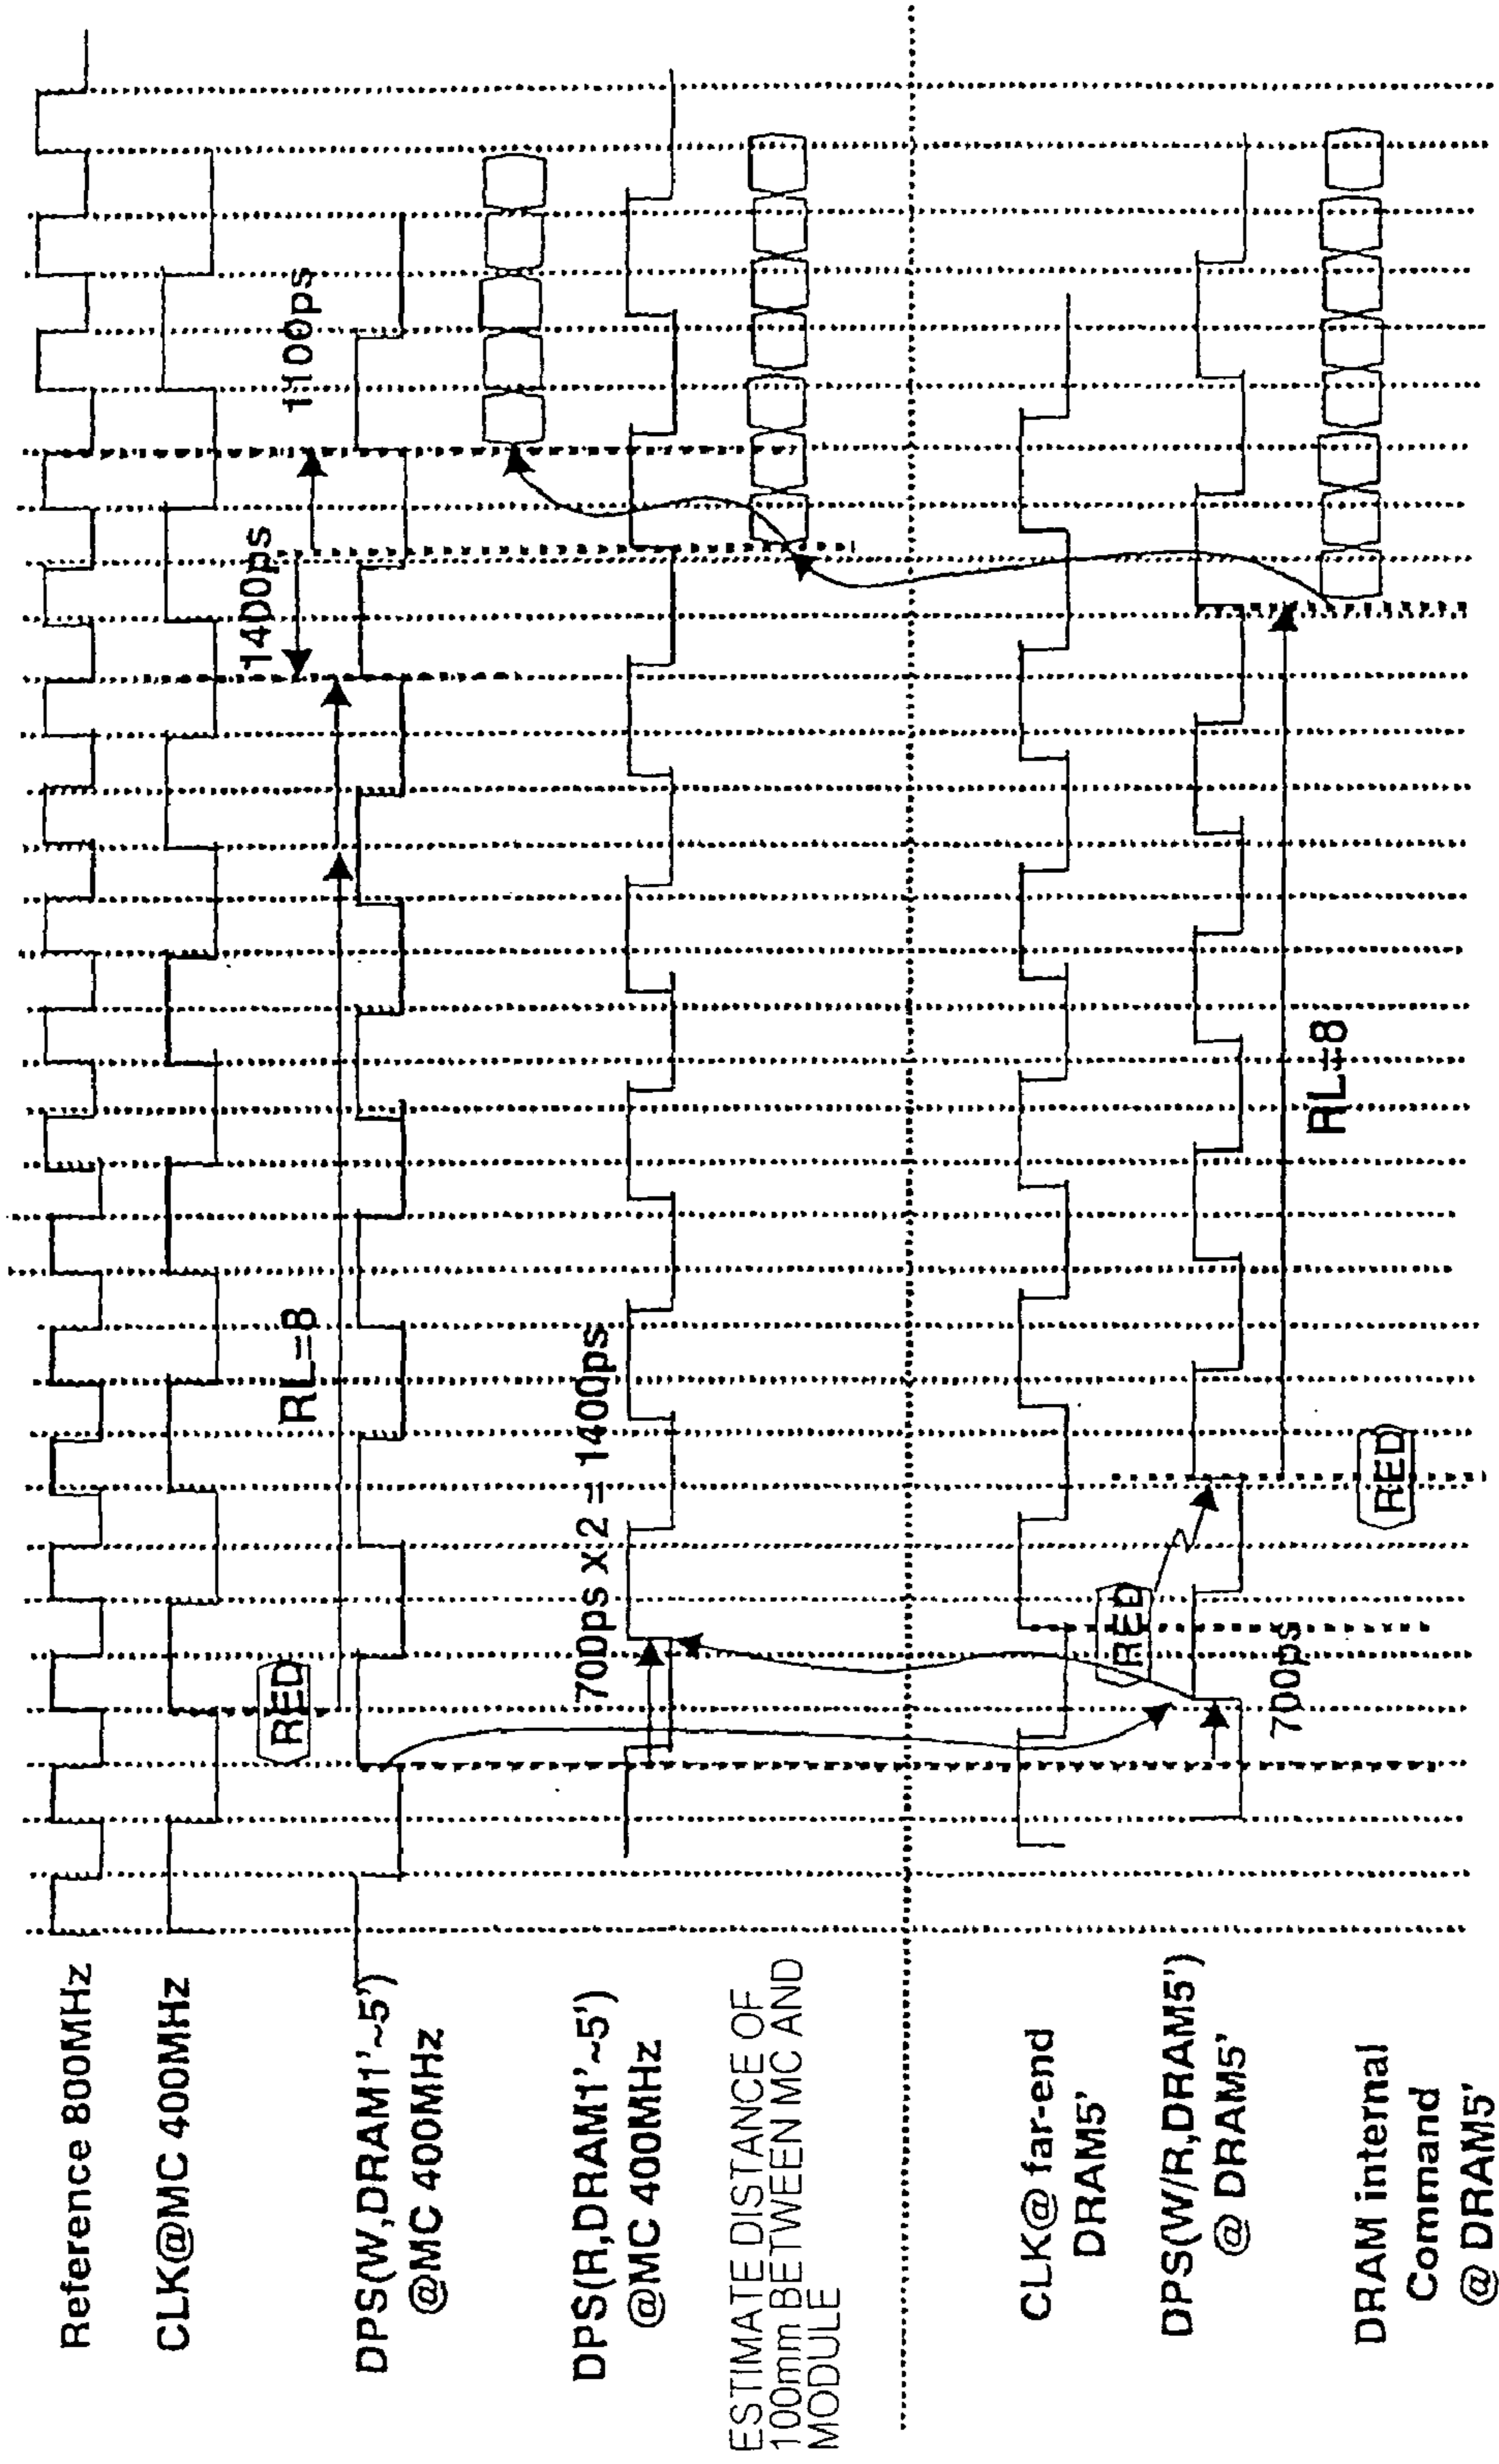 Reference 800MHz
CLK@MC 400MHz
RED
RL=8
1400ps
1100ps
DPS(W,DRAM1'~5')
@MC 400MHz
700ps x 2 = 1400ps
DPS(R,DRAM1'~5')
@MC 400MHz
ESTIMATE DISTANCE OF
100mm BETWEEN MC AND
MODULE
CLK@ far-end
DRAM5'
RED
DPS(W/R,DRAM5')
@ DRAM5'
700ps
RL=8
DRAM internal
Command
@ DRAM5'
RED